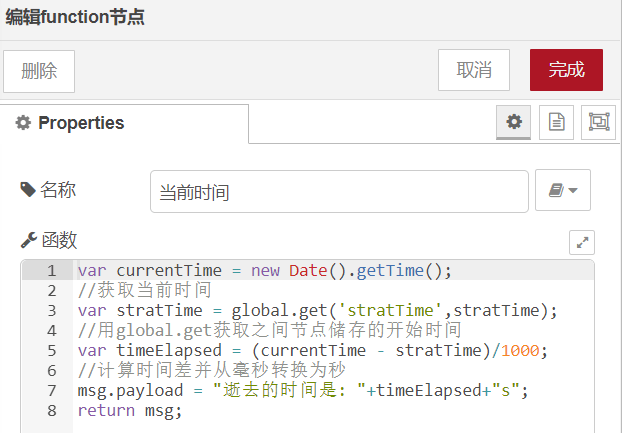 编辑function节点
删除
取消
完成
Properties
名称
当前时间
函数
1 var currentTime = new Date().getTime();
2 //获取当前时间
3 var stratTime = global.get('stratTime',stratTime);
4 //用global.get获取之间节点储存的开始时间
5 var timeElapsed = (currentTime - stratTime)/1000;
6 //计算时间差并从毫秒转换为秒
7 msg.payload = "逝去的时间是: "+timeElapsed+"s";
8 return msg;